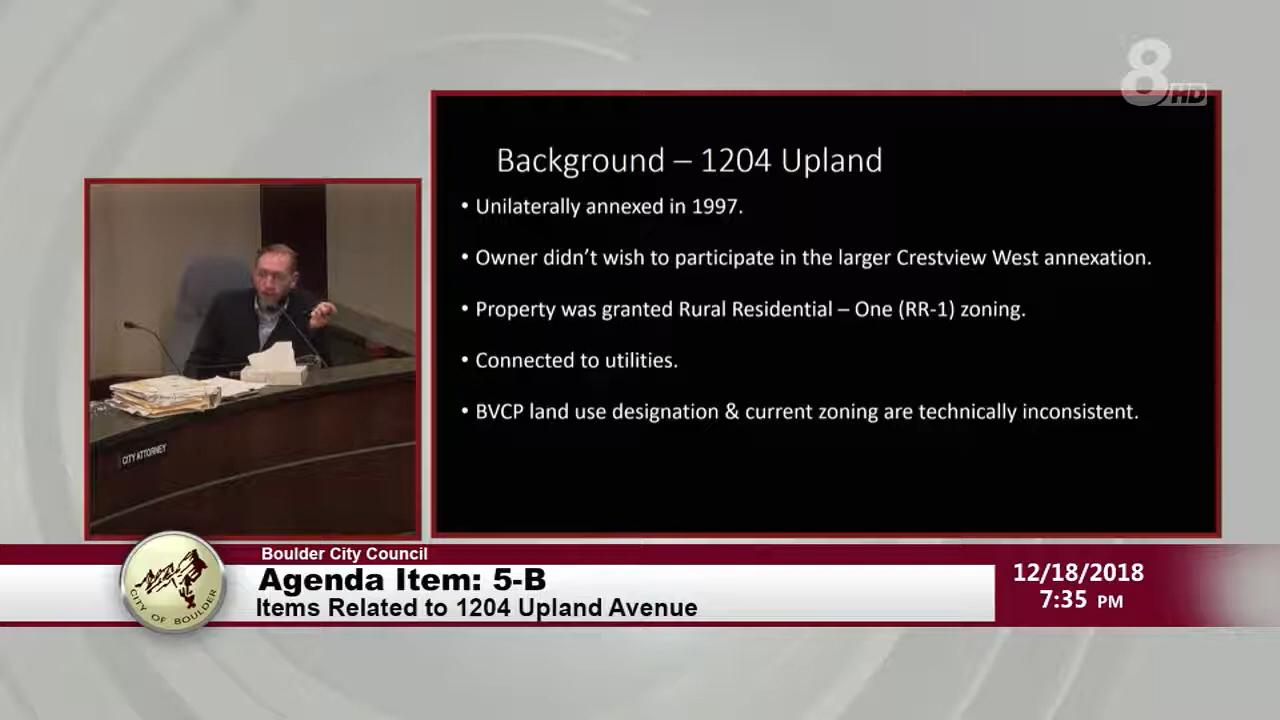 8
HD
Background – 1204 Upland
• Unilaterally annexed in 1997.
• Owner didn't wish to participate in the larger Crestview West annexation.
• Property was granted Rural Residential – One (RR-1) zoning.
• Connected to utilities.
• BVCP land use designation & current zoning are technically inconsistent.
CITY ATTORNEY
Boulder City Council
Agenda Item: 5-B
Items Related to 1204 Upland Avenue
12/18/2018
7:35 PM
CITY OF BOULDER